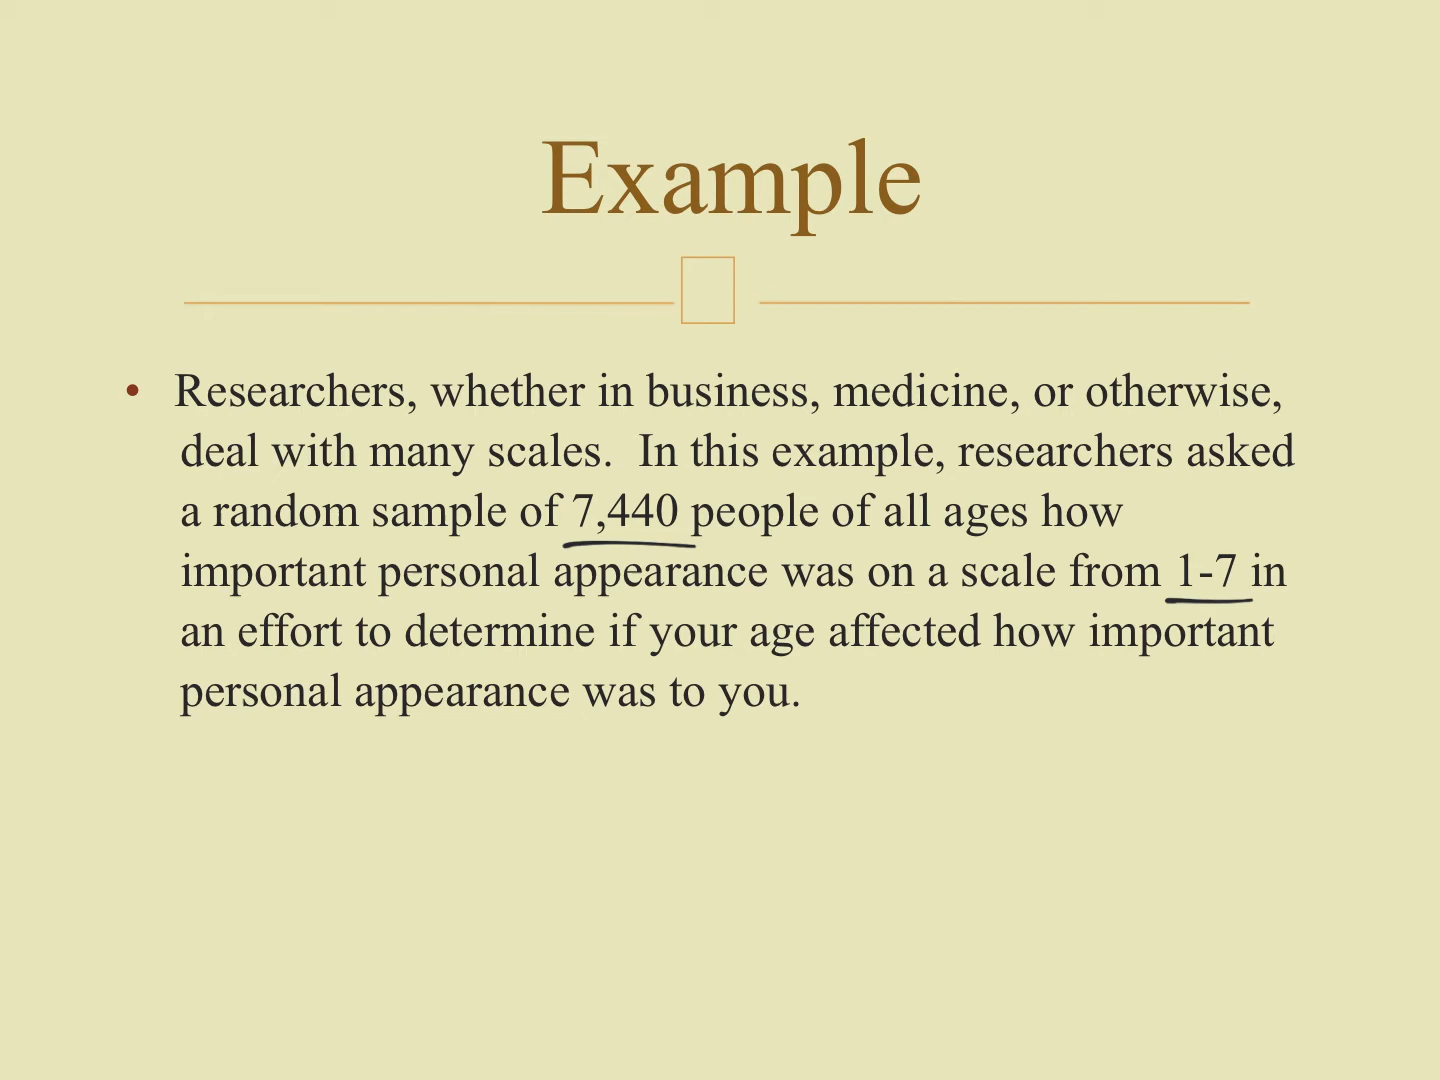 Example
• Researchers, whether in business, medicine, or otherwise,
deal with many scales.  In this example, researchers asked
a random sample of 7,440 people of all ages how
important personal appearance was on a scale from 1-7 in
an effort to determine if your age affected how important
personal appearance was to you.